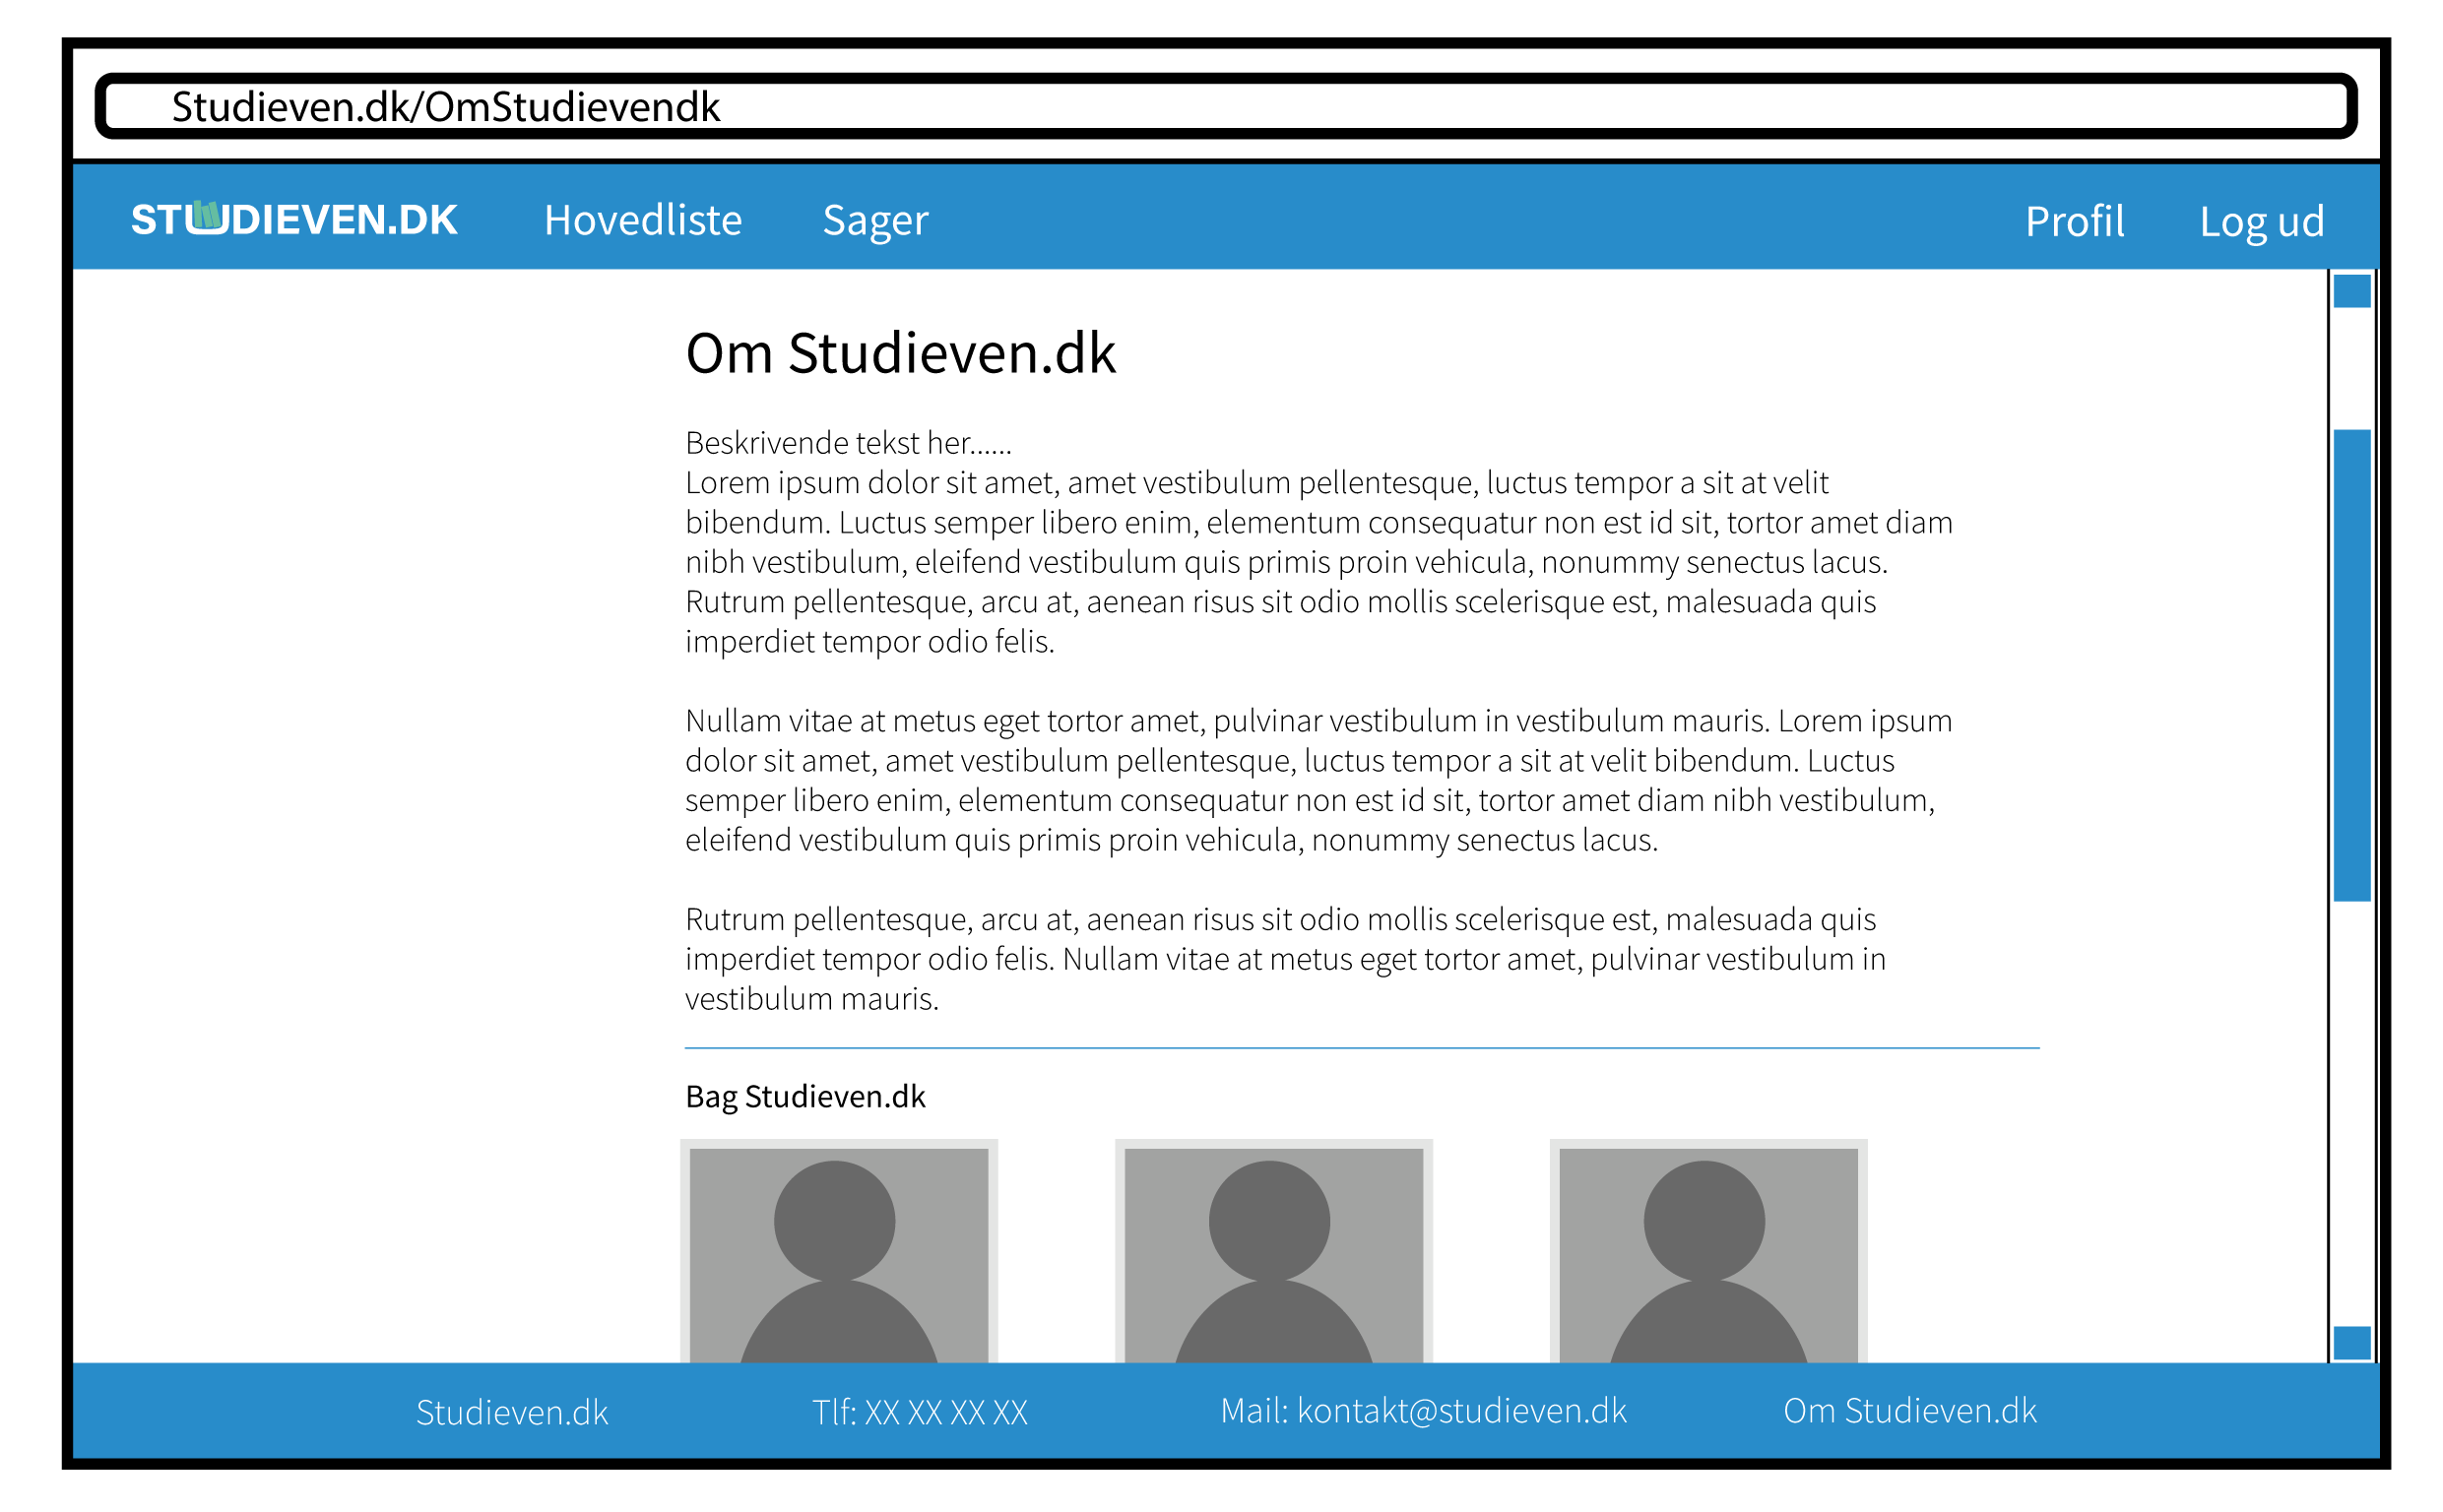 Studieven.dk/OmStudievendk
STUDIEVEN.DK Hovedliste Sager Profil Log ud
Om Studieven.dk
Beskrivende tekst her......
Lorem ipsum dolor sit amet, amet vestibulum pellentesque, luctus tempor a sit at velit
bibendum. Luctus semper libero enim, elementum consequatur non est id sit, tortor amet diam
nibh vestibulum, eleifend vestibulum quis primis proin vehicula, nonummy senectus lacus.
Rutrum pellentesque, arcu at, aenean risus sit odio mollis scelerisque est, malesuada quis
imperdiet tempor odio felis.
Nullam vitae at metus eget tortor amet, pulvinar vestibulum in vestibulum mauris. Lorem ipsum
dolor sit amet, amet vestibulum pellentesque, luctus tempor a sit at velit bibendum. Luctus
semper libero enim, elementum consequatur non est id sit, tortor amet diam nibh vestibulum,
eleifend vestibulum quis primis proin vehicula, nonummy senectus lacus.
Rutrum pellentesque, arcu at, aenean risus sit odio mollis scelerisque est, malesuada quis
imperdiet tempor odio felis. Nullam vitae at metus eget tortor amet, pulvinar vestibulum in
vestibulum mauris.
Bag Studieven.dk
Studieven.dk Tlf: XX XX XX XX Mail: kontakt@studieven.dk Om Studieven.dk